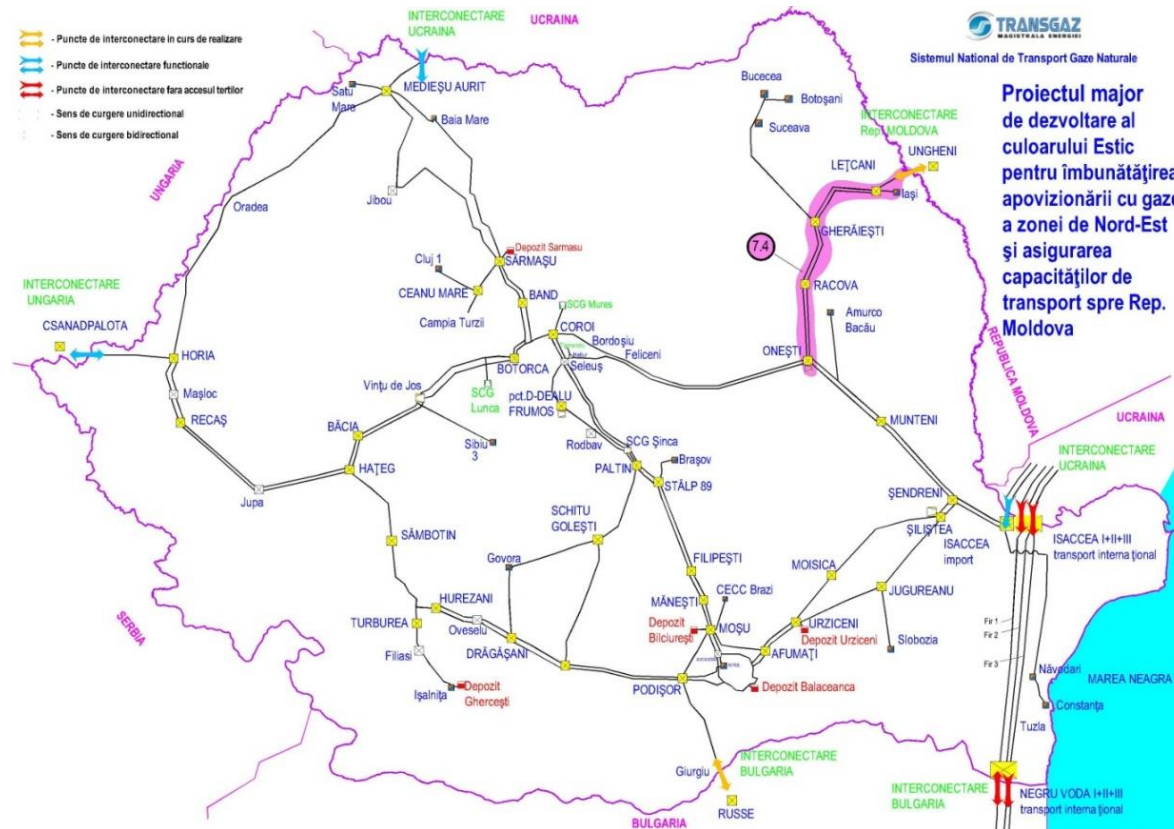 - Puncte de interconectare in curs de realizare
- Puncte de interconectare functionale
- Puncte de interconectare fara accesul tertilor
- Sens de curgere unidirectional
- Sens de curgere bidirectional
INTERCONECTARE
UCRAINA
UCRAINA
TRANSGAZ
MAGISTRALA ENERGIEI
Sistemul National de Transport Gaze Naturale
Proiectul major
de dezvoltare al
culoarului Estic
pentru îmbunătăţirea
apovizionării cu gaze
a zonei de Nord-Est
şi asigurarea
capacităţilor de
transport spre Rep.
Moldova
MEDIEŞU AURIT
Satu
Mare
Baia Mare
Bucecea
Botoşani
Suceava
INTERCONECTARE
Rep. MOLDOVA
UNGHENI
LEŢCANI
Iaşi
UNGARIA
Oradea
Jibou
GHERĂIEŞTI
7.4
RACOVA
Depozit Sarmasu
SĂRMAŞU
Cluj 1
CEANU MARE
Campia Turzii
BAND
SCG Mures
COROI
Bordoşiu
Feliceni
Seleuş
Amurco
Bacău
ONEŞTI
INTERCONECTARE
UNGARIA
CSANADPALOTA
HORIA
Maşloc
RECAŞ
BOTORCA
Vinţu de Jos
SCG
Lunca
pct.D-DEALU
FRUMOS
REPUBLICA MOLDOVA
UCRAINA
MUNTENI
BĂCIA
Sibiu
3
Rodbav
SCG Şinca
HAŢEG
PALTIN
Braşov
STÂLP 89
INTERCONECTARE
UCRAINA
Jupa
ŞENDRENI
ŞILIŞTEA
SÂMBOTIN
SCHITU
GOLEŞTI
ISACCEA
import
ISACCEA I+II+III
transport interna ţional
Govora
FILIPEŞTI
MOISICA
CECC Brazi
JUGUREANU
SERBIA
HUREZANI
MĂNEŞTI
TURBUREA
Oveselu
Depozit
Bilciureşti
MOŞU
URZICENI
Depozit Urziceni
Slobozia
Fir 1
Fir 2
Fir 3
Filiasi
DRĂGĂŞANI
AFUMAŢI
Işalniţa
Depozit
Gherceşti
PODIŞOR
Depozit Balaceanca
Năvodari
MAREA NEAGRA
Constanţa
Tuzla
Giurgiu
INTERCONECTARE
BULGARIA
RUSSE
BULGARIA
INTERCONECTARE
BULGARIA
NEGRU VODA I+II+III
transport interna ţional